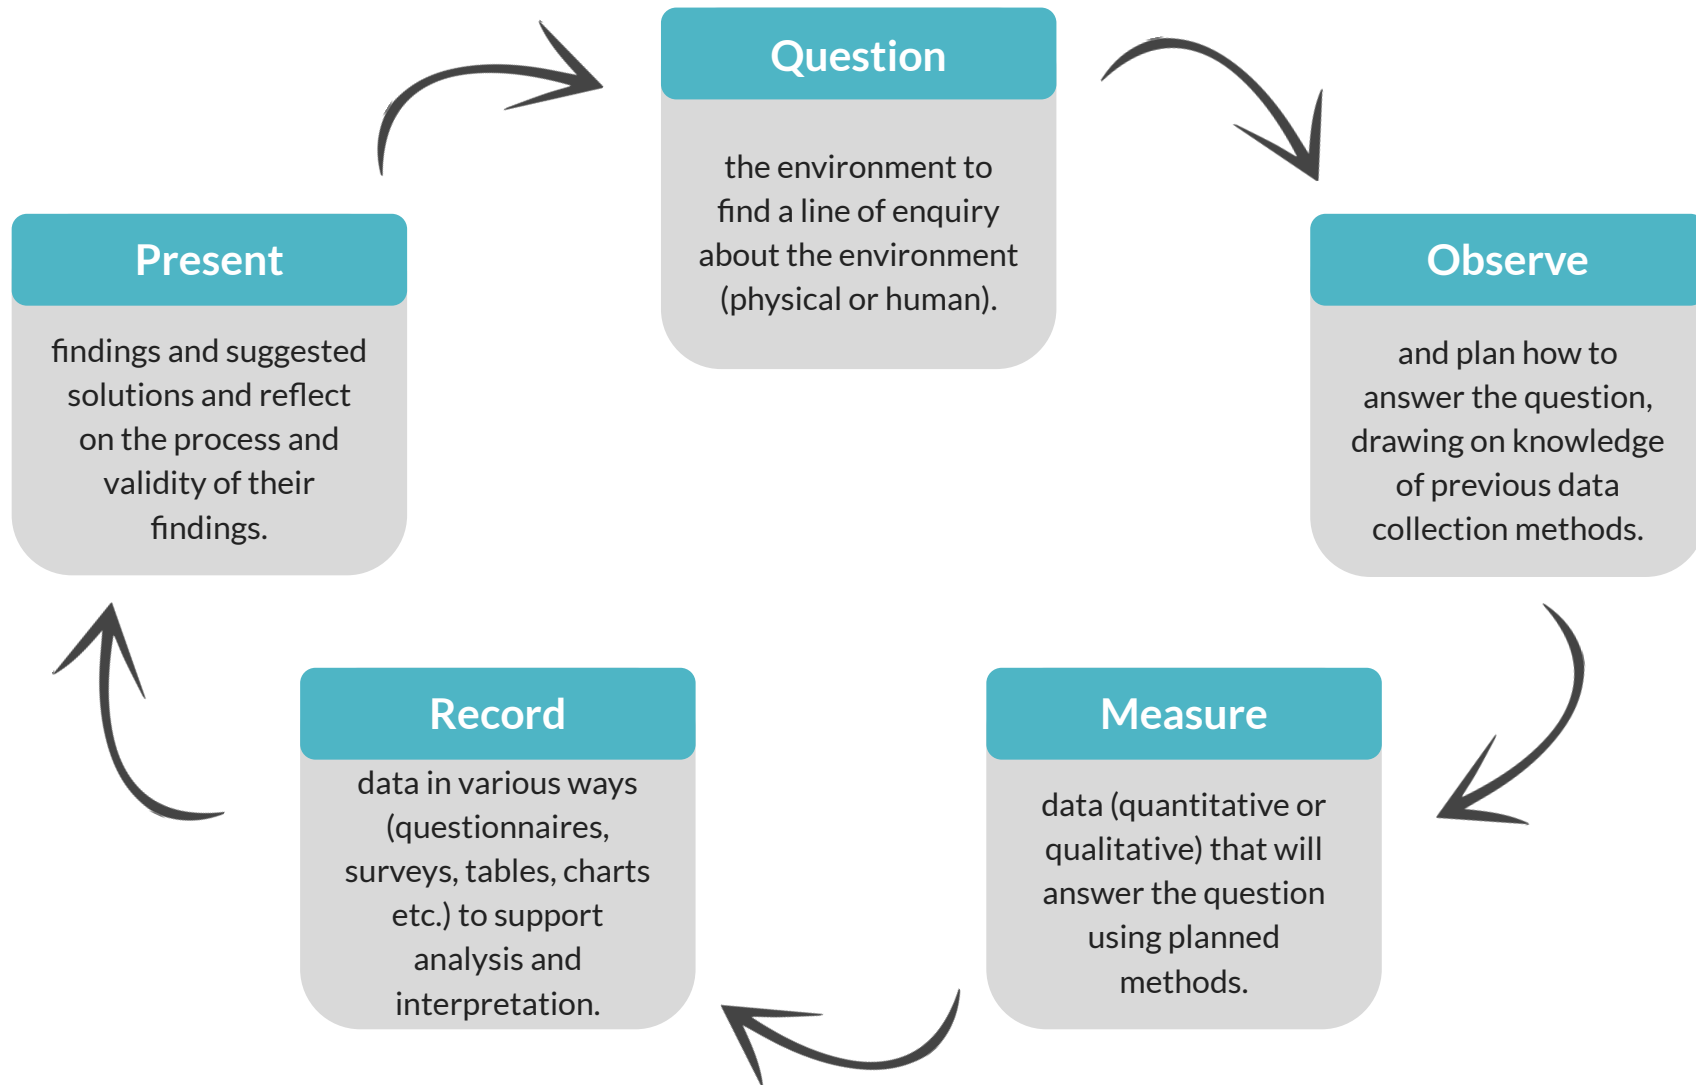 Question
the environment to
find a line of enquiry
about the environment
(physical or human).
Observe
and plan how to
answer the question,
drawing on knowledge
of previous data
collection methods.
Measure
data (quantitative or
qualitative) that will
answer the question
using planned
methods.
Record
data in various ways
(questionnaires,
surveys, tables, charts
etc.) to support
analysis and
interpretation.
Present
findings and suggested
solutions and reflect
on the process and
validity of their
findings.